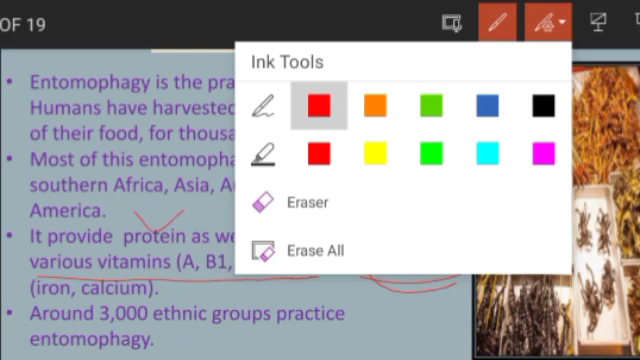 OF 19
Ink Tools
Eraser
Erase All
• Entomophagy is the pra
Humans have harvested
of their food, for thousa
• Most of this entomopha
southern Africa, Asia, A
America.
• It provide protein as we
various vitamins (A, B1,
(iron, calcium).
• Around 3,000 ethnic groups practice
entomophagy.